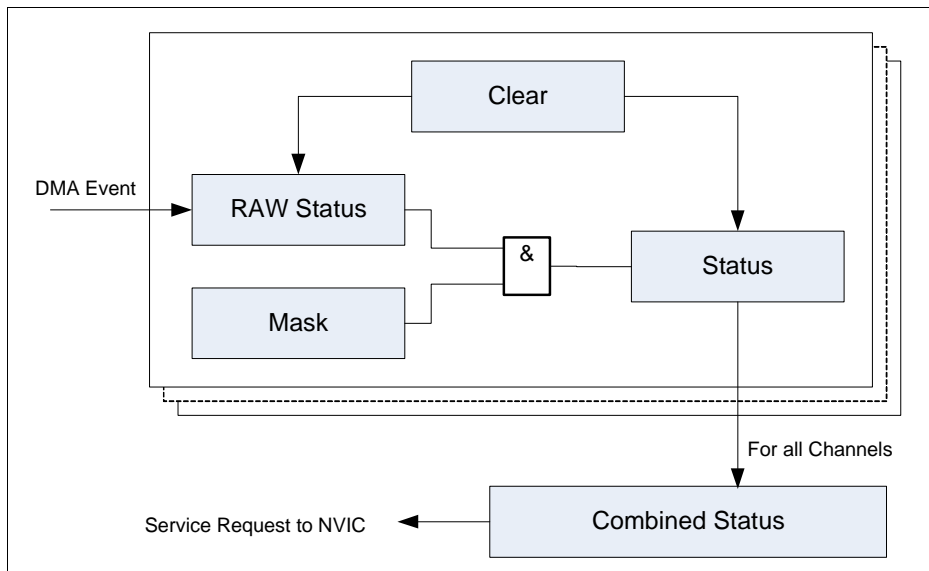 Clear
DMA Event
RAW Status
&
Status
Mask
For all Channels
Combined Status
Service Request to NVIC